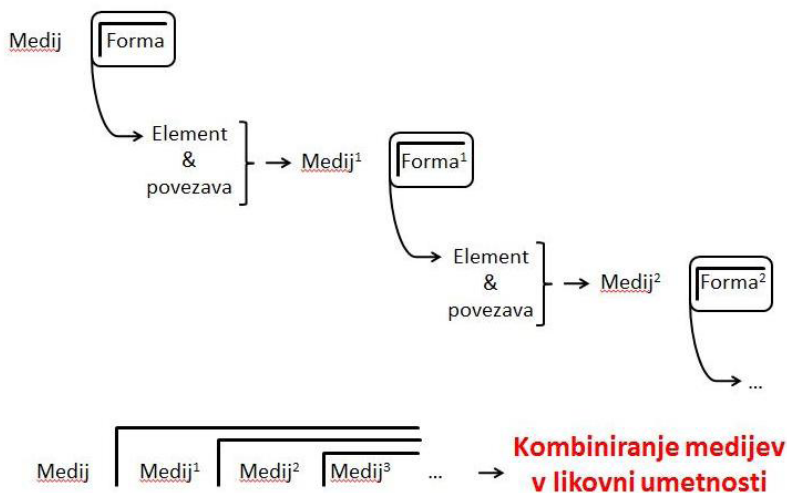 Medij Forma
Element
&
povezava
Medij¹ Forma¹
Element
&
povezava
Medij² Forma²
...
Medij Medij¹ Medij² Medij³ ...
Kombiniranje medijev
v likovni umetnosti